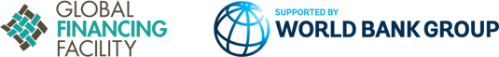 GLOBAL
FINANCING
FACILITY
SUPPORTED BY
WORLD BANK GROUP